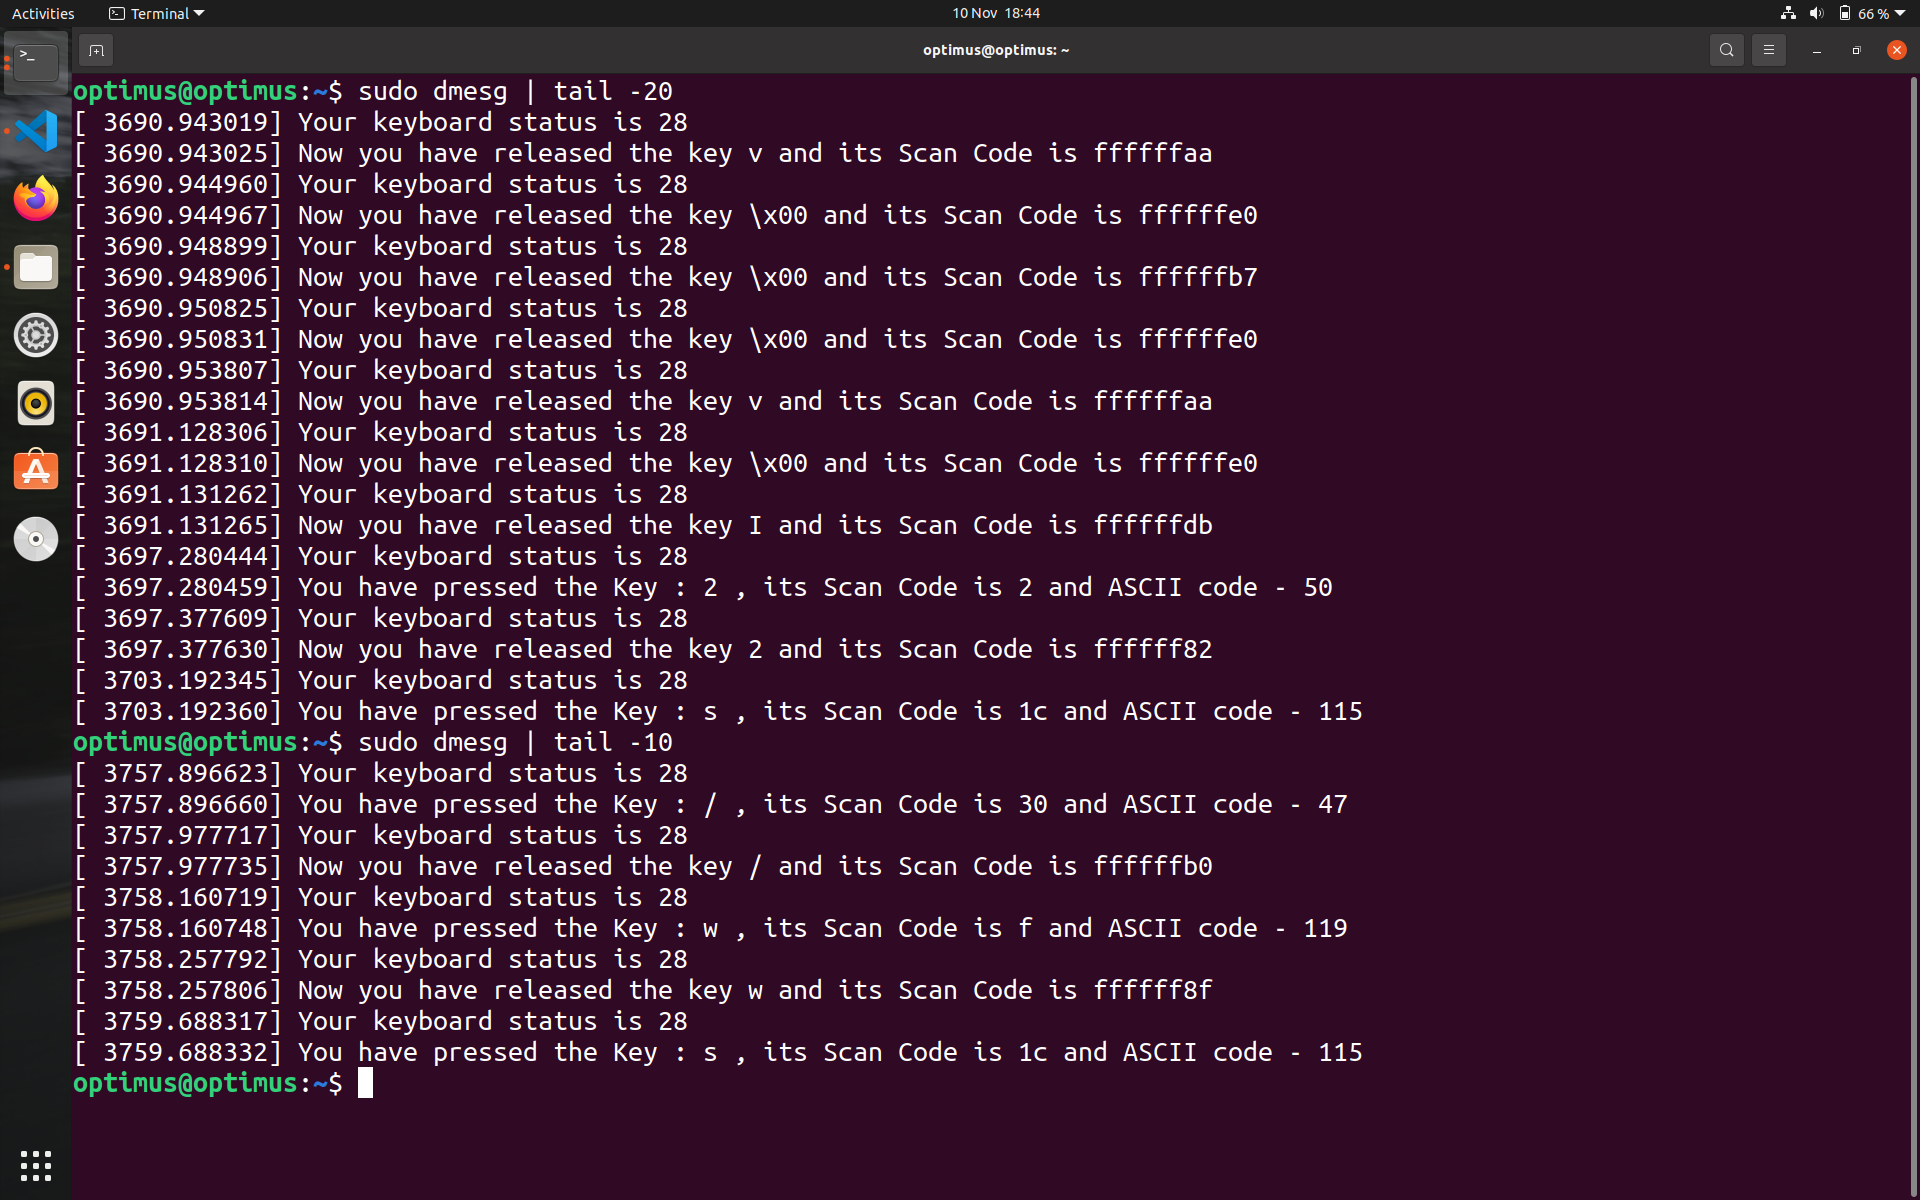 Activities Terminal 10 Nov 18:44 66 %
optimus@optimus: ~
optimus@optimus:~$ sudo dmesg | tail -20
[ 3690.943019] Your keyboard status is 28
[ 3690.943025] Now you have released the key v and its Scan Code is ffffffaa
[ 3690.944960] Your keyboard status is 28
[ 3690.944967] Now you have released the key \x00 and its Scan Code is ffffffe0
[ 3690.948899] Your keyboard status is 28
[ 3690.948906] Now you have released the key \x00 and its Scan Code is ffffffb7
[ 3690.950825] Your keyboard status is 28
[ 3690.950831] Now you have released the key \x00 and its Scan Code is ffffffe0
[ 3690.953807] Your keyboard status is 28
[ 3690.953814] Now you have released the key v and its Scan Code is ffffffaa
[ 3691.128306] Your keyboard status is 28
[ 3691.128310] Now you have released the key \x00 and its Scan Code is ffffffe0
[ 3691.131262] Your keyboard status is 28
[ 3691.131265] Now you have released the key I and its Scan Code is ffffffdb
[ 3697.280444] Your keyboard status is 28
[ 3697.280459] You have pressed the Key : 2 , its Scan Code is 2 and ASCII code - 50
[ 3697.377609] Your keyboard status is 28
[ 3697.377630] Now you have released the key 2 and its Scan Code is ffffff82
[ 3703.192345] Your keyboard status is 28
[ 3703.192360] You have pressed the Key : s , its Scan Code is 1c and ASCII code - 115
optimus@optimus:~$ sudo dmesg | tail -10
[ 3757.896623] Your keyboard status is 28
[ 3757.896660] You have pressed the Key : / , its Scan Code is 30 and ASCII code - 47
[ 3757.977717] Your keyboard status is 28
[ 3757.977735] Now you have released the key / and its Scan Code is ffffffb0
[ 3758.160719] Your keyboard status is 28
[ 3758.160748] You have pressed the Key : w , its Scan Code is f and ASCII code - 119
[ 3758.257792] Your keyboard status is 28
[ 3758.257806] Now you have released the key w and its Scan Code is ffffff8f
[ 3759.688317] Your keyboard status is 28
[ 3759.688332] You have pressed the Key : s , its Scan Code is 1c and ASCII code - 115
optimus@optimus:~$